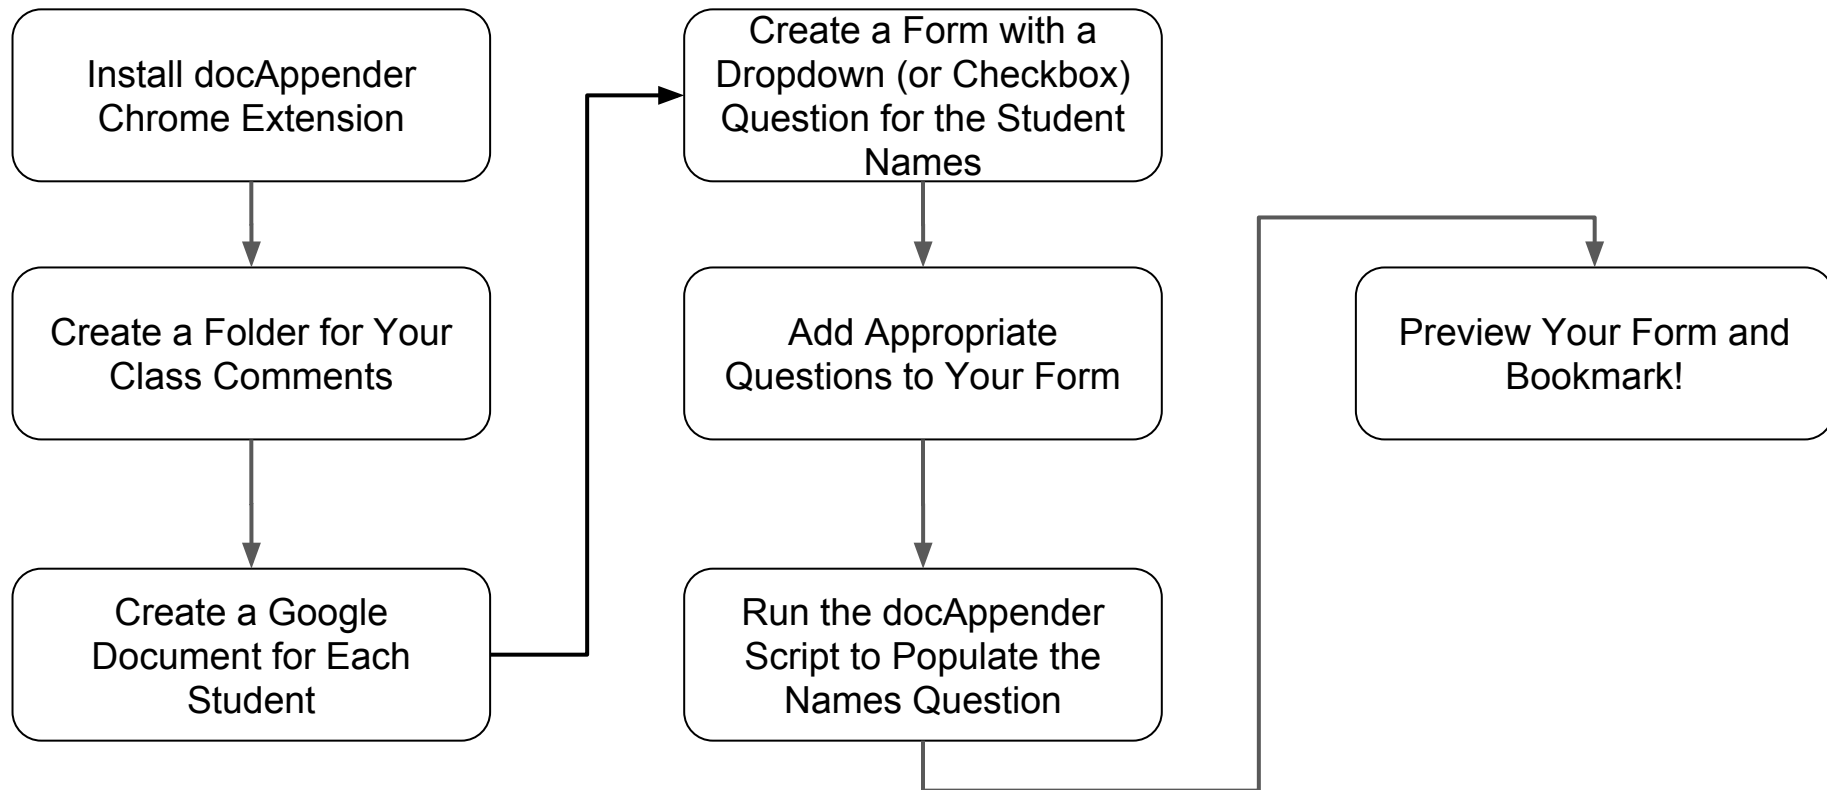 Install docAppender
Chrome Extension
Create a Folder for Your
Class Comments
Create a Google
Document for Each
Student
Create a Form with a
Dropdown (or Checkbox)
Question for the Student
Names
Add Appropriate
Questions to Your Form
Run the docAppender
Script to Populate the
Names Question
Preview Your Form and
Bookmark!